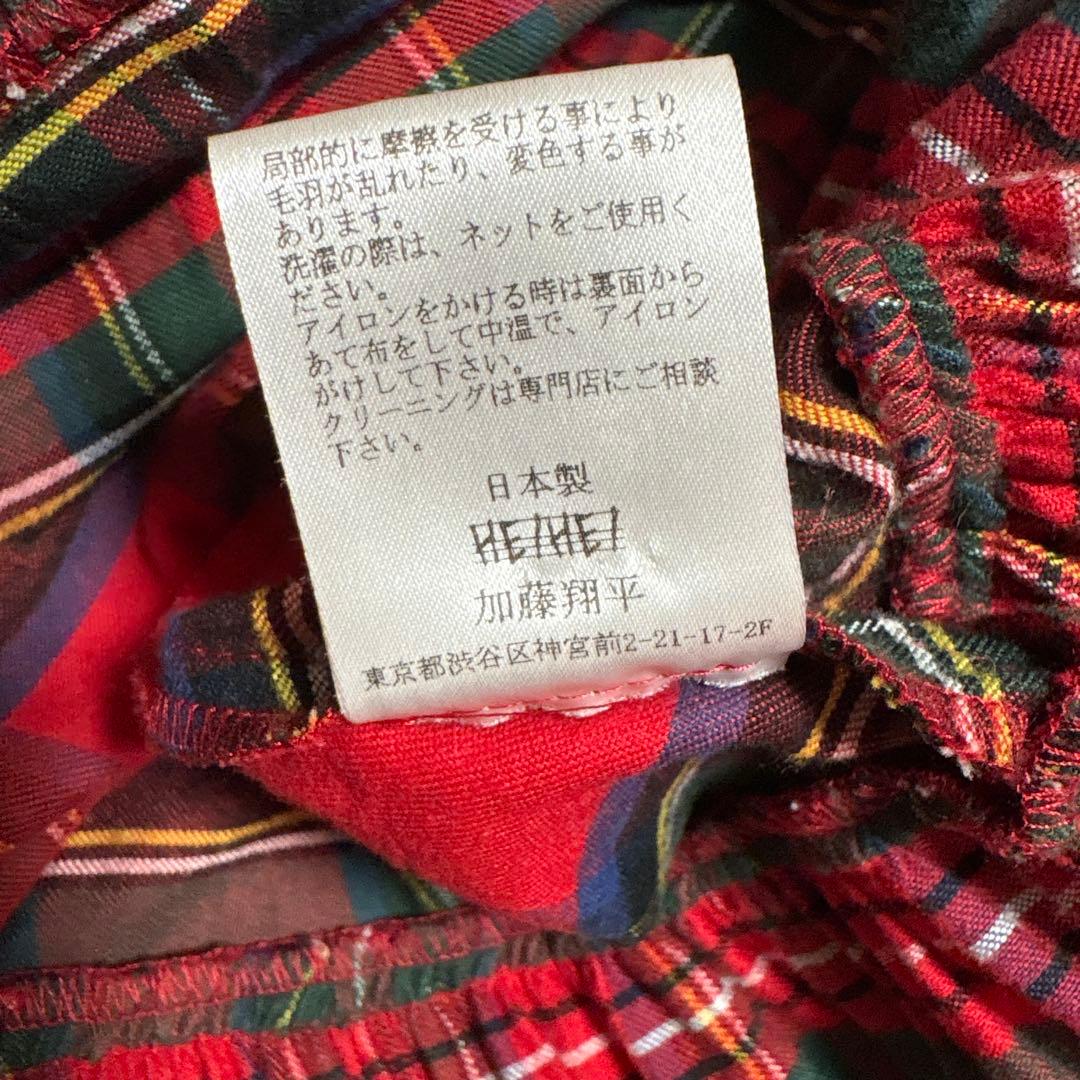 局部的に摩擦を受ける事により
毛羽が乱れたり、変色する事が
あります。
洗濯の際は、ネットをご使用く
ださい。
アイロンをかける時は裏面から
あて布をして中温で、アイロン
がけして下さい。
クリーニングは専門店にご相談
下さい。
日本製
HEIHEI
加藤翔平
東京都渋谷区神宮前2-21-17-2F